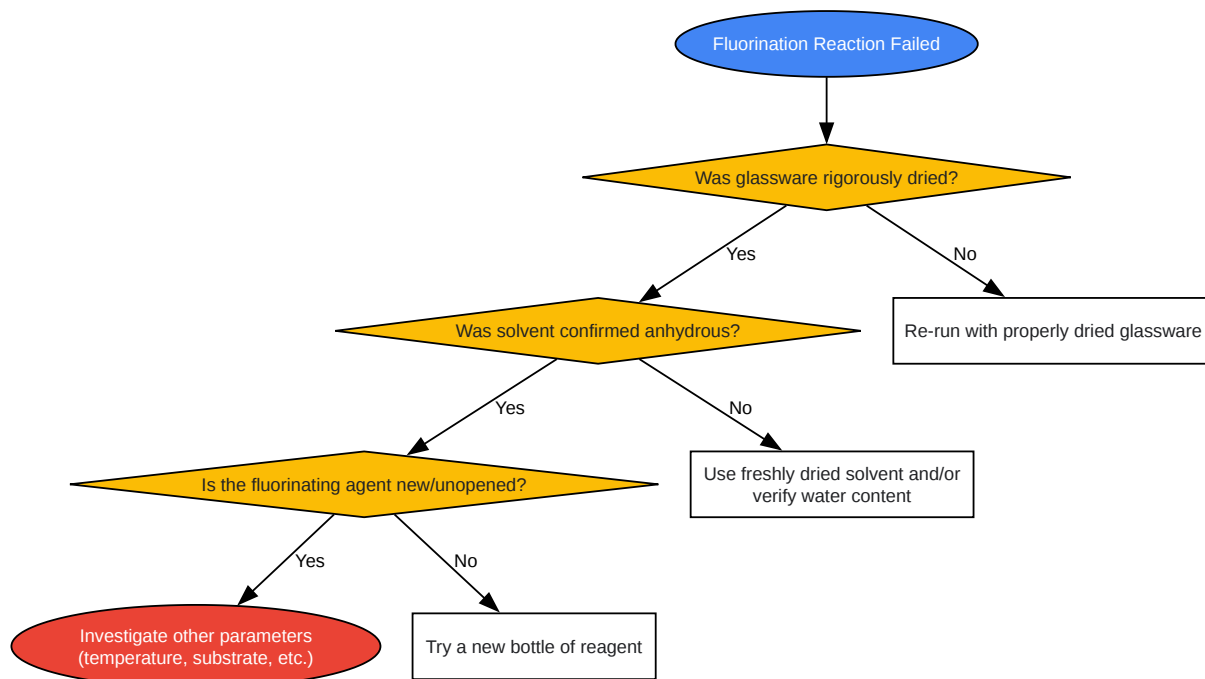 Fluorination Reaction Failed
Was glassware rigorously dried?
Yes
No
Was solvent confirmed anhydrous?
Re-run with properly dried glassware
Yes
No
Is the fluorinating agent new/unopened?
Use freshly dried solvent and/or
verify water content
Yes
No
Investigate other parameters
(temperature, substrate, etc.)
Try a new bottle of reagent